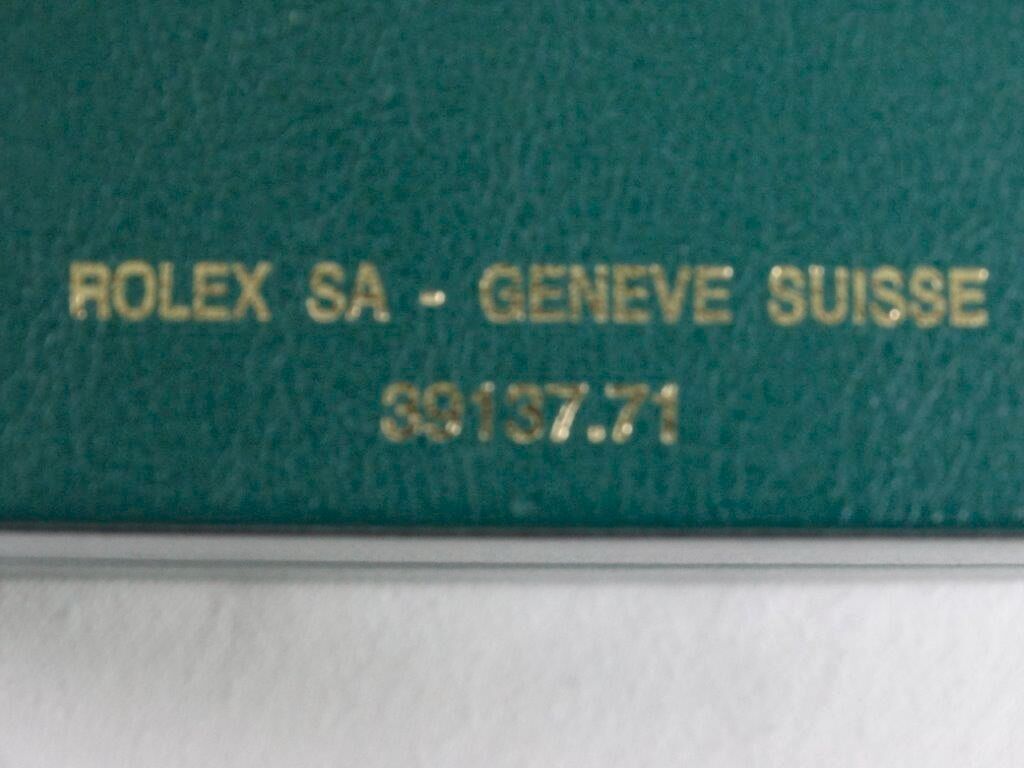 ROLEX SA - GENEVE SUISSE
39137.71